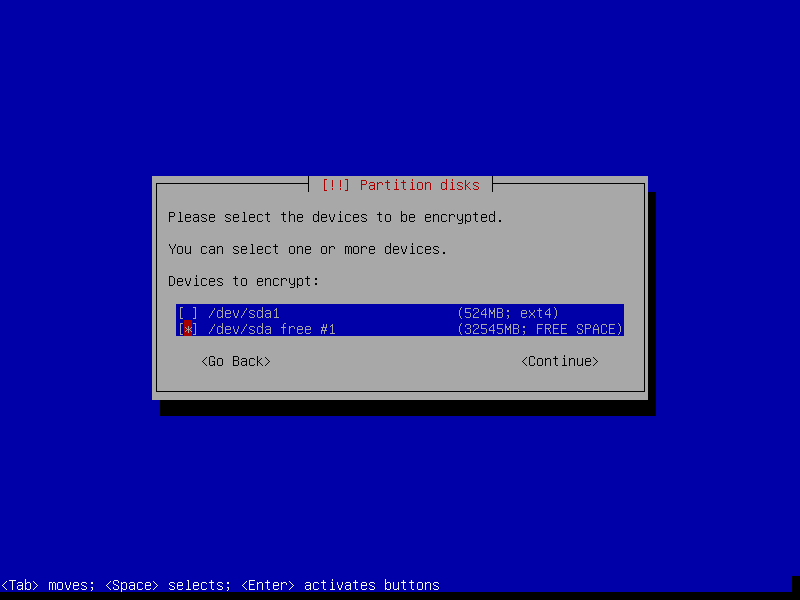 [!!] Partition disks
Please select the devices to be encrypted.
You can select one or more devices.
Devices to encrypt:
[ ] /dev/sda1 (524MB; ext4)
[*] /dev/sda free #1 (32545MB; FREE SPACE)
<Go Back> <Continue>
<Tab> moves; <Space> selects; <Enter> activates buttons